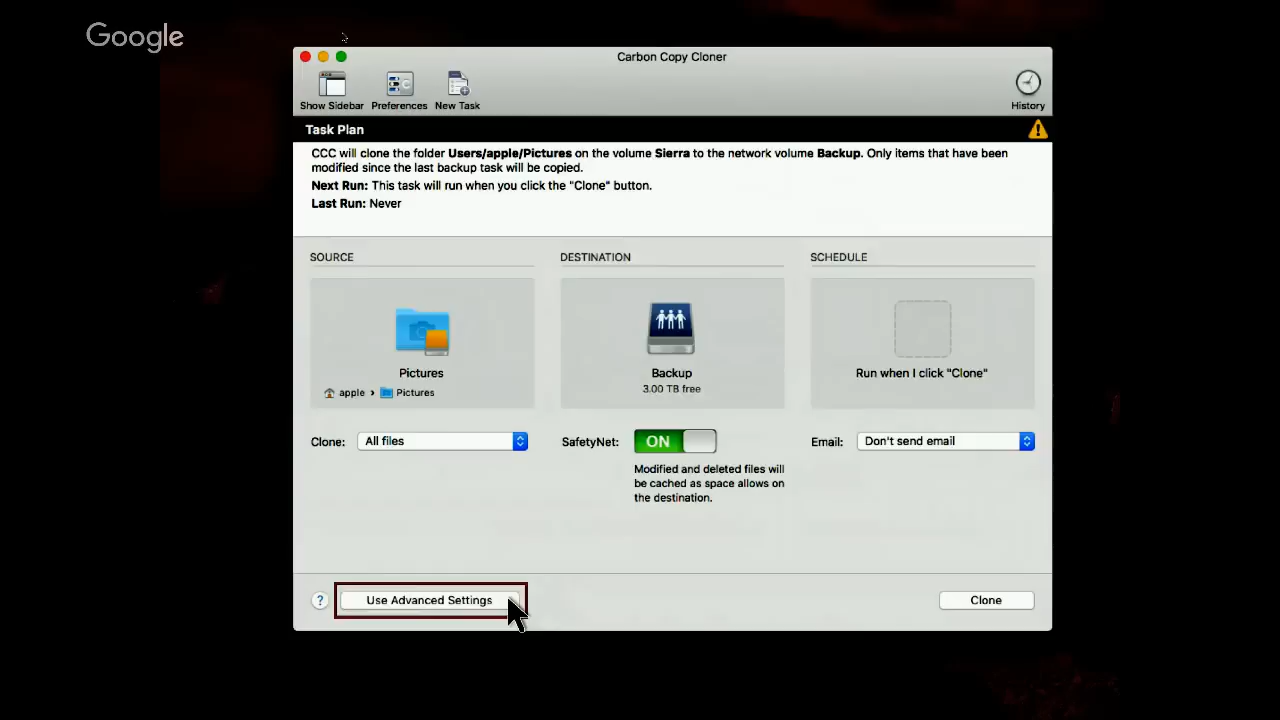 Google
Carbon Copy Cloner
Show Sidebar
Preferences
New Task
History
Task Plan
CCC will clone the folder Users/apple/Pictures on the volume Sierra to the network volume Backup. Only items that have been
modified since the last backup task will be copied.
Next Run: This task will run when you click the "Clone" button.
Last Run: Never
SOURCE
Pictures
apple › Pictures
Clone: All files
DESTINATION
Backup
3.00 TB free
SafetyNet: ON
Modified and deleted files will
be cached as space allows on
the destination.
SCHEDULE
Run when I click "Clone"
Email: Don't send email
? Use Advanced Settings
Clone